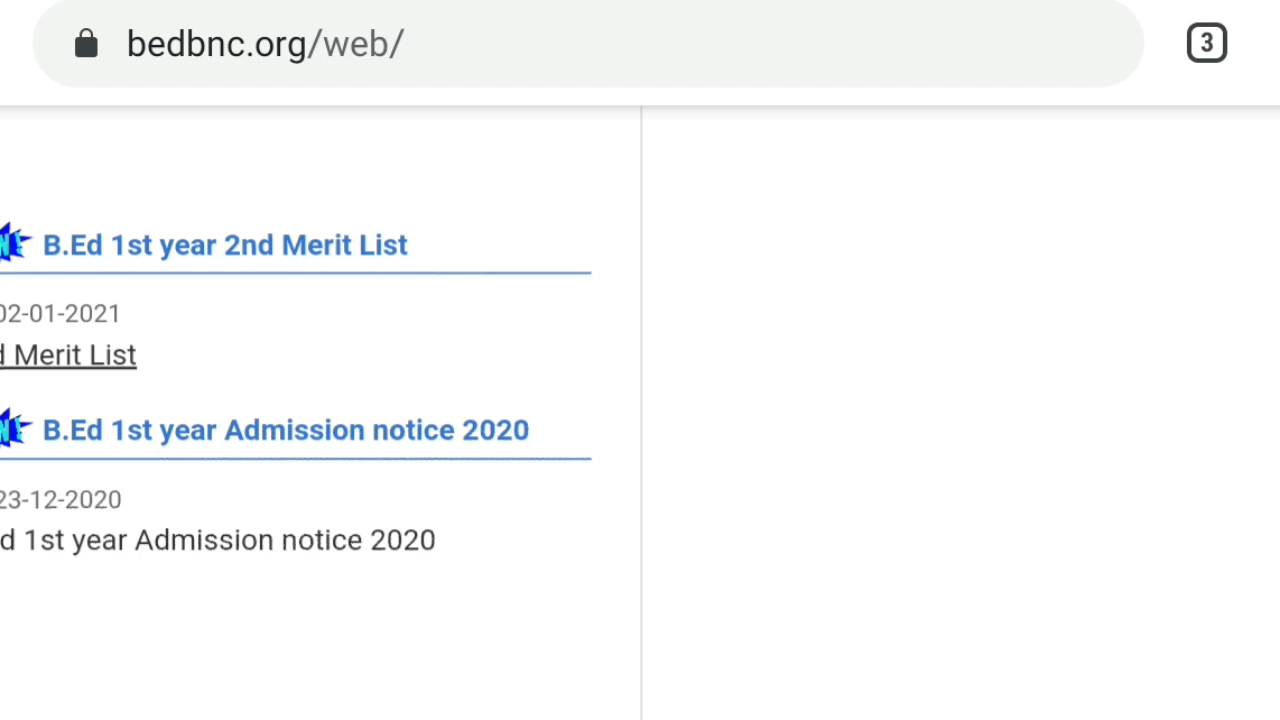 bedbnc.org/web/
3
B.Ed 1st year 2nd Merit List
02-01-2021
d Merit List
B.Ed 1st year Admission notice 2020
23-12-2020
d 1st year Admission notice 2020